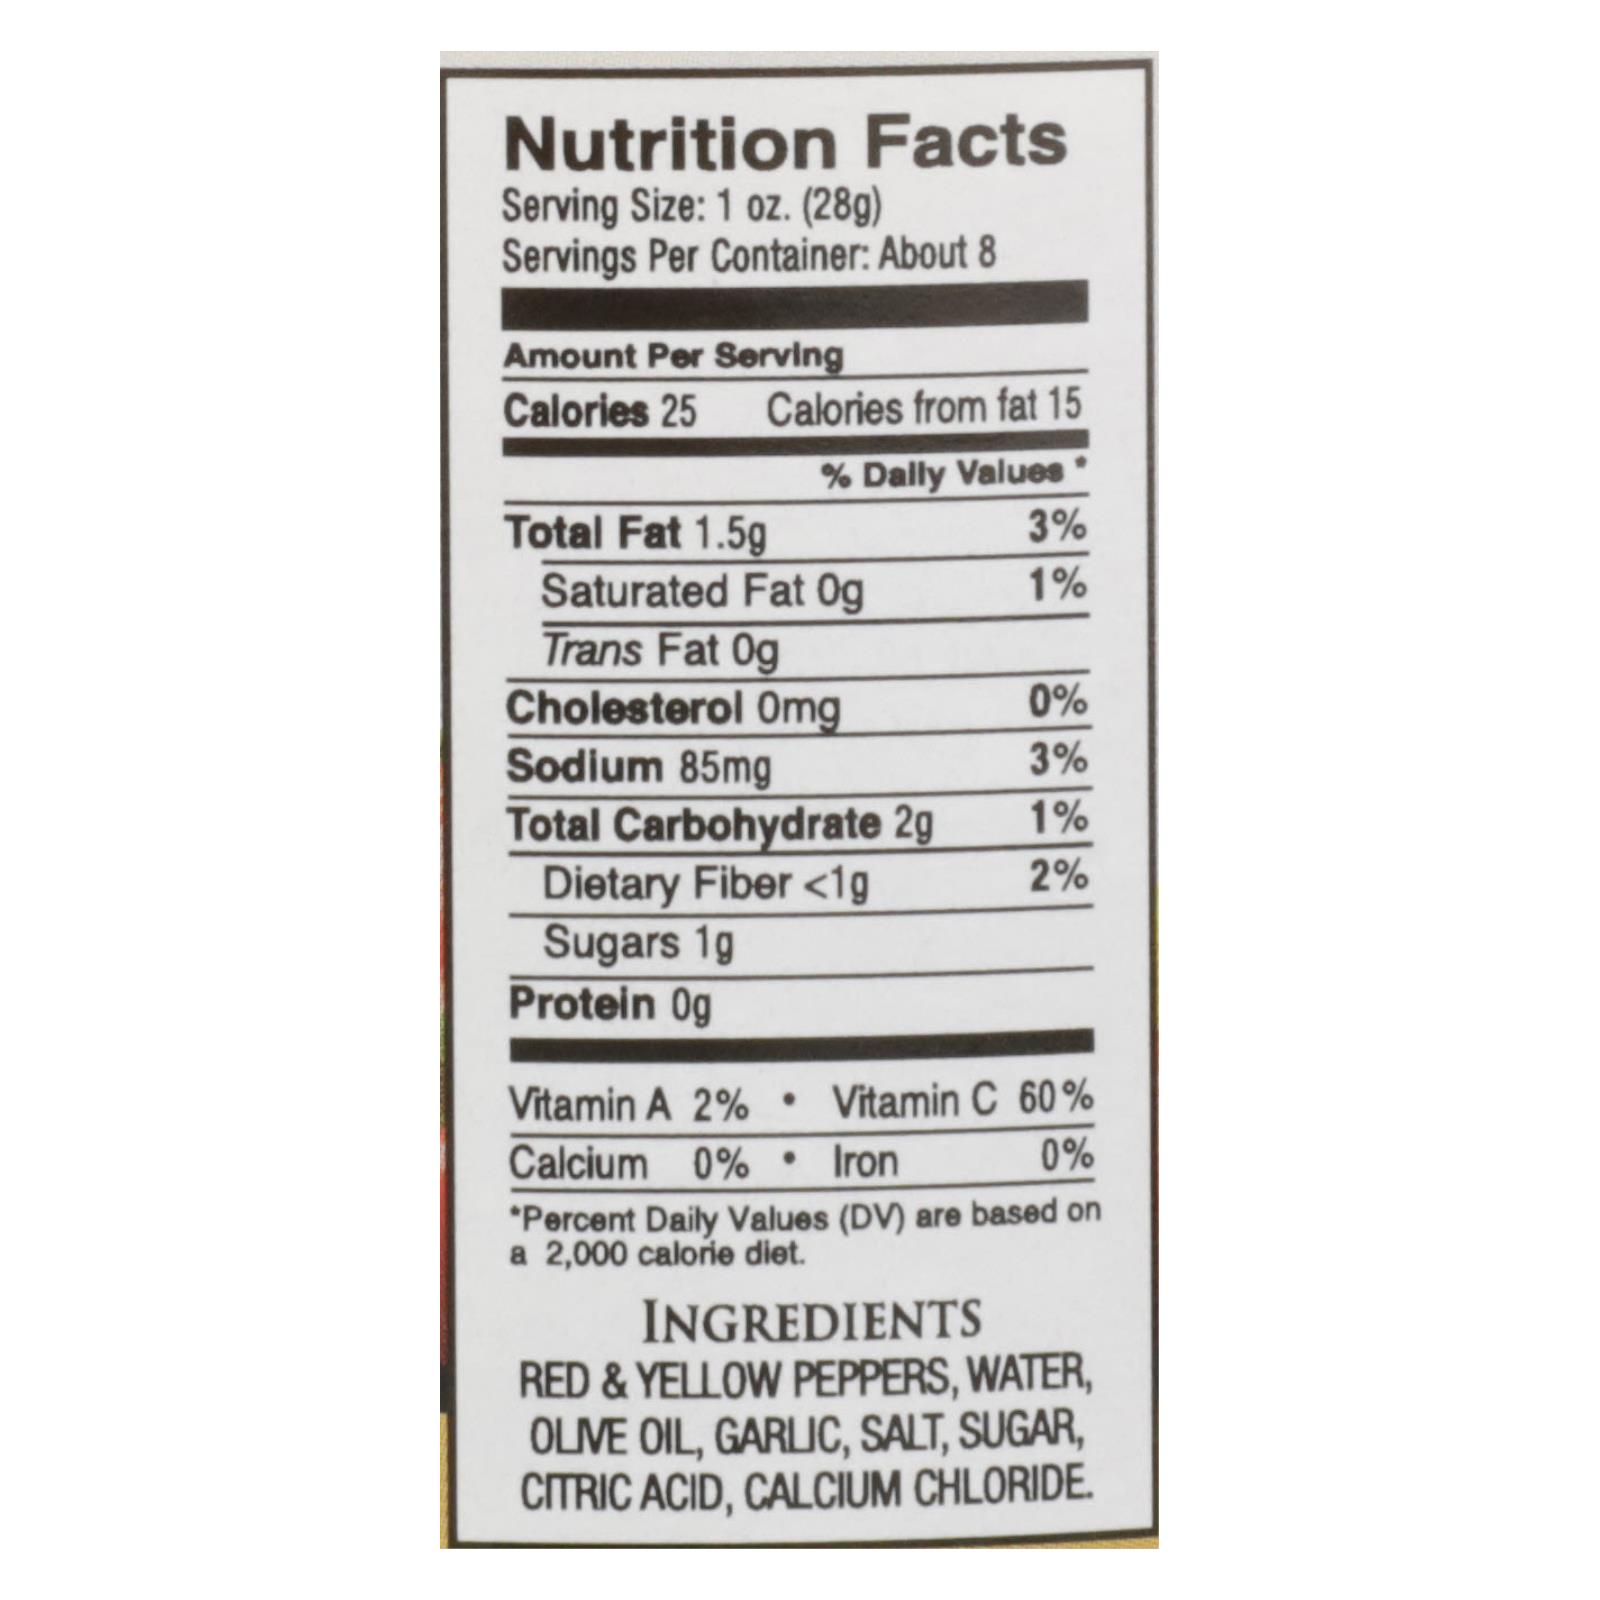 Nutrition Facts
Serving Size: 1 oz. (28g)
Servings Per Container: About 8
Amount Per Serving
Calories 25 Calories from fat 15
% Daily Values *
Total Fat 1.5g 3%
Saturated Fat 0g 1%
Trans Fat 0g
Cholesterol 0mg 0%
Sodium 85mg 3%
Total Carbohydrate 2g 1%
Dietary Fiber <1g 2%
Sugars 1g
Protein 0g
Vitamin A 2% • Vitamin C 60%
Calcium 0% • Iron 0%
*Percent Daily Values (DV) are based on
a 2,000 calorie diet.
INGREDIENTS
RED & YELLOW PEPPERS, WATER,
OLIVE OIL, GARLIC, SALT, SUGAR,
CITRIC ACID, CALCIUM CHLORIDE.